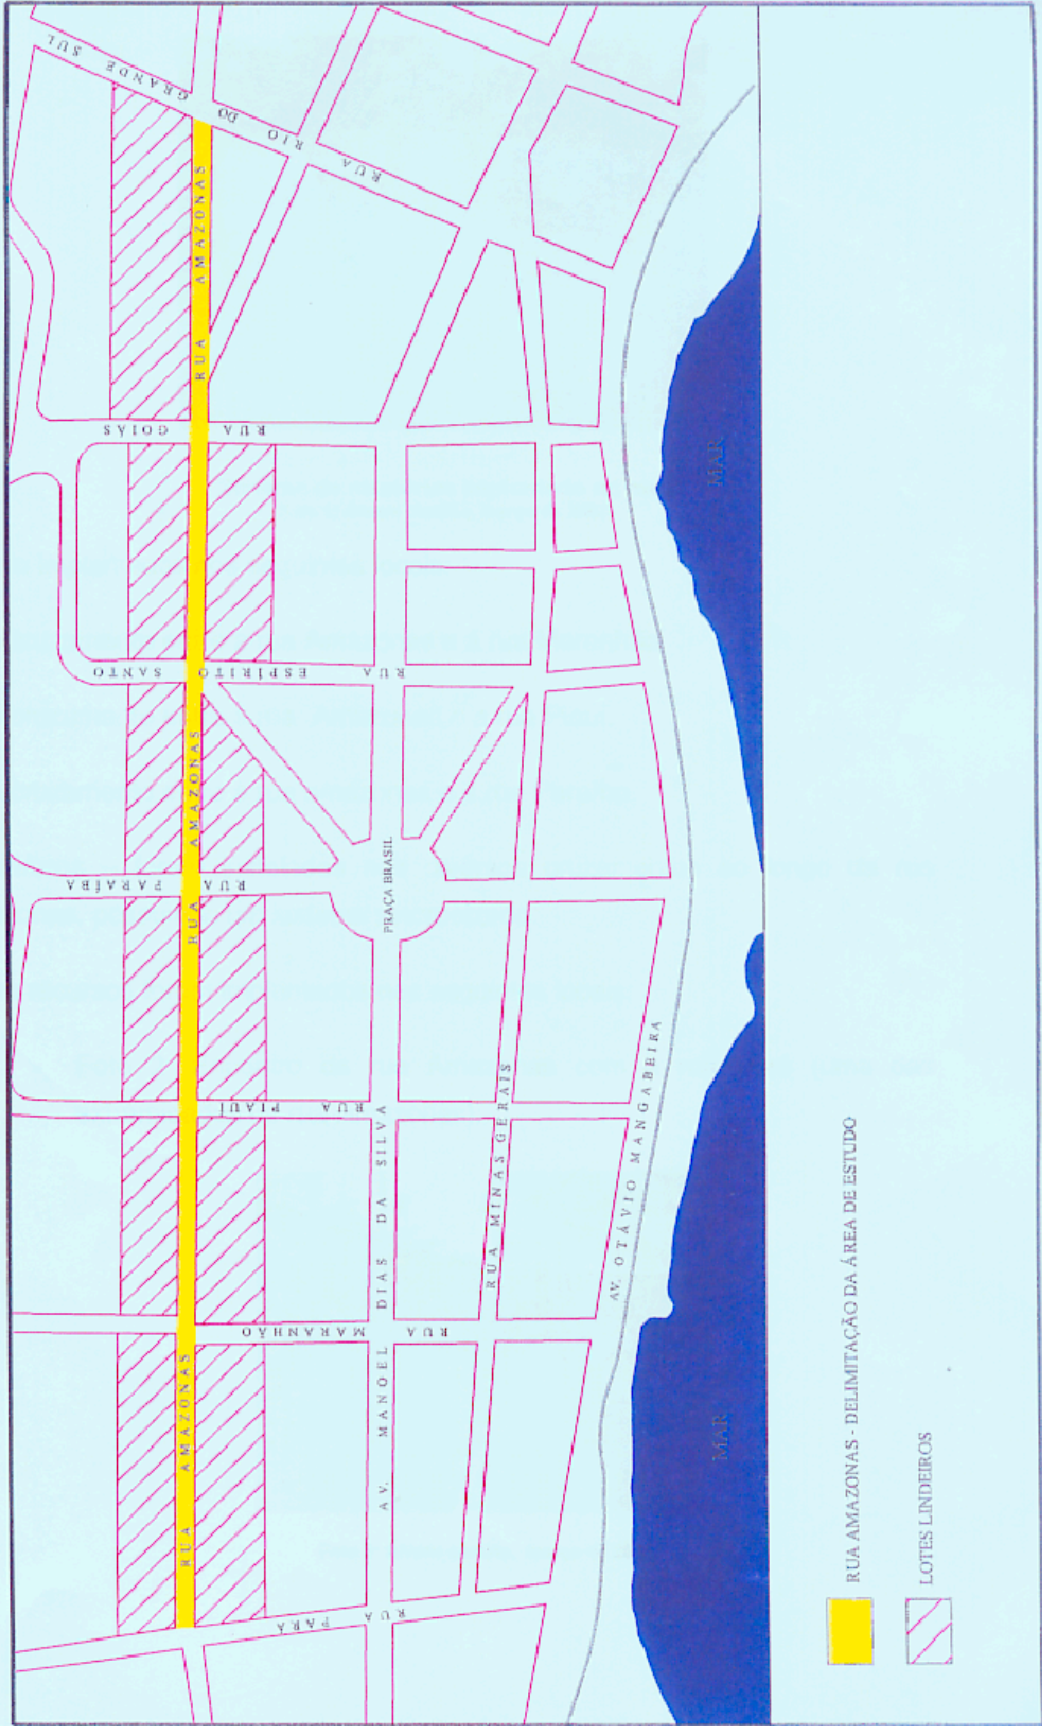 RUA AMAZONAS
RUA AMAZONAS
RUA AMAZONAS
RUA AMAZONAS
RUA PARÁ
RUA MARANHÃO
RUA PIAUÍ
RUA PARAÍBA
RUA ESPÍRITO SANTO
RUA GOIÁS
RUA RIO GRANDE DO SUL
AV. MANOEL DIAS DA SILVA
PRAÇA BRASIL
RUA MINAS GERAIS
AV. OTÁVIO MANGABEIRA
MAR
MAR
RUA AMAZONAS - DELIMITAÇÃO DA ÁREA DE ESTUDO
LOTES LINDEIROS